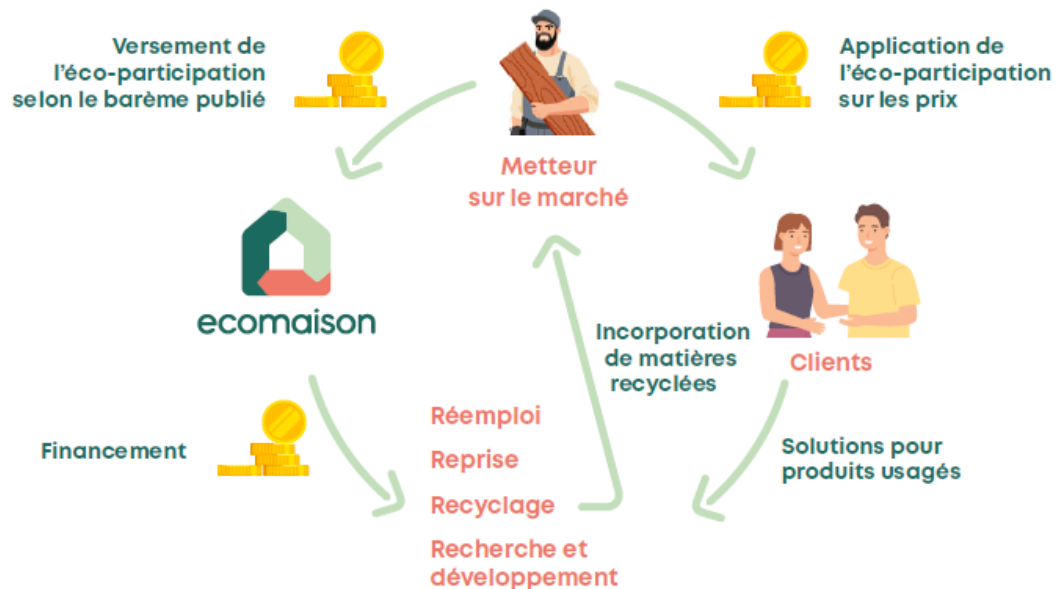 Versement de
l'éco-participation
selon le barème publié
Application de
l'éco-participation
sur les prix
Metteur
sur le marché
ecomaison
Incorporation
de matières
recyclées
Clients
Financement
Réemploi
Reprise
Recyclage
Recherche et
développement
Solutions pour
produits usagés